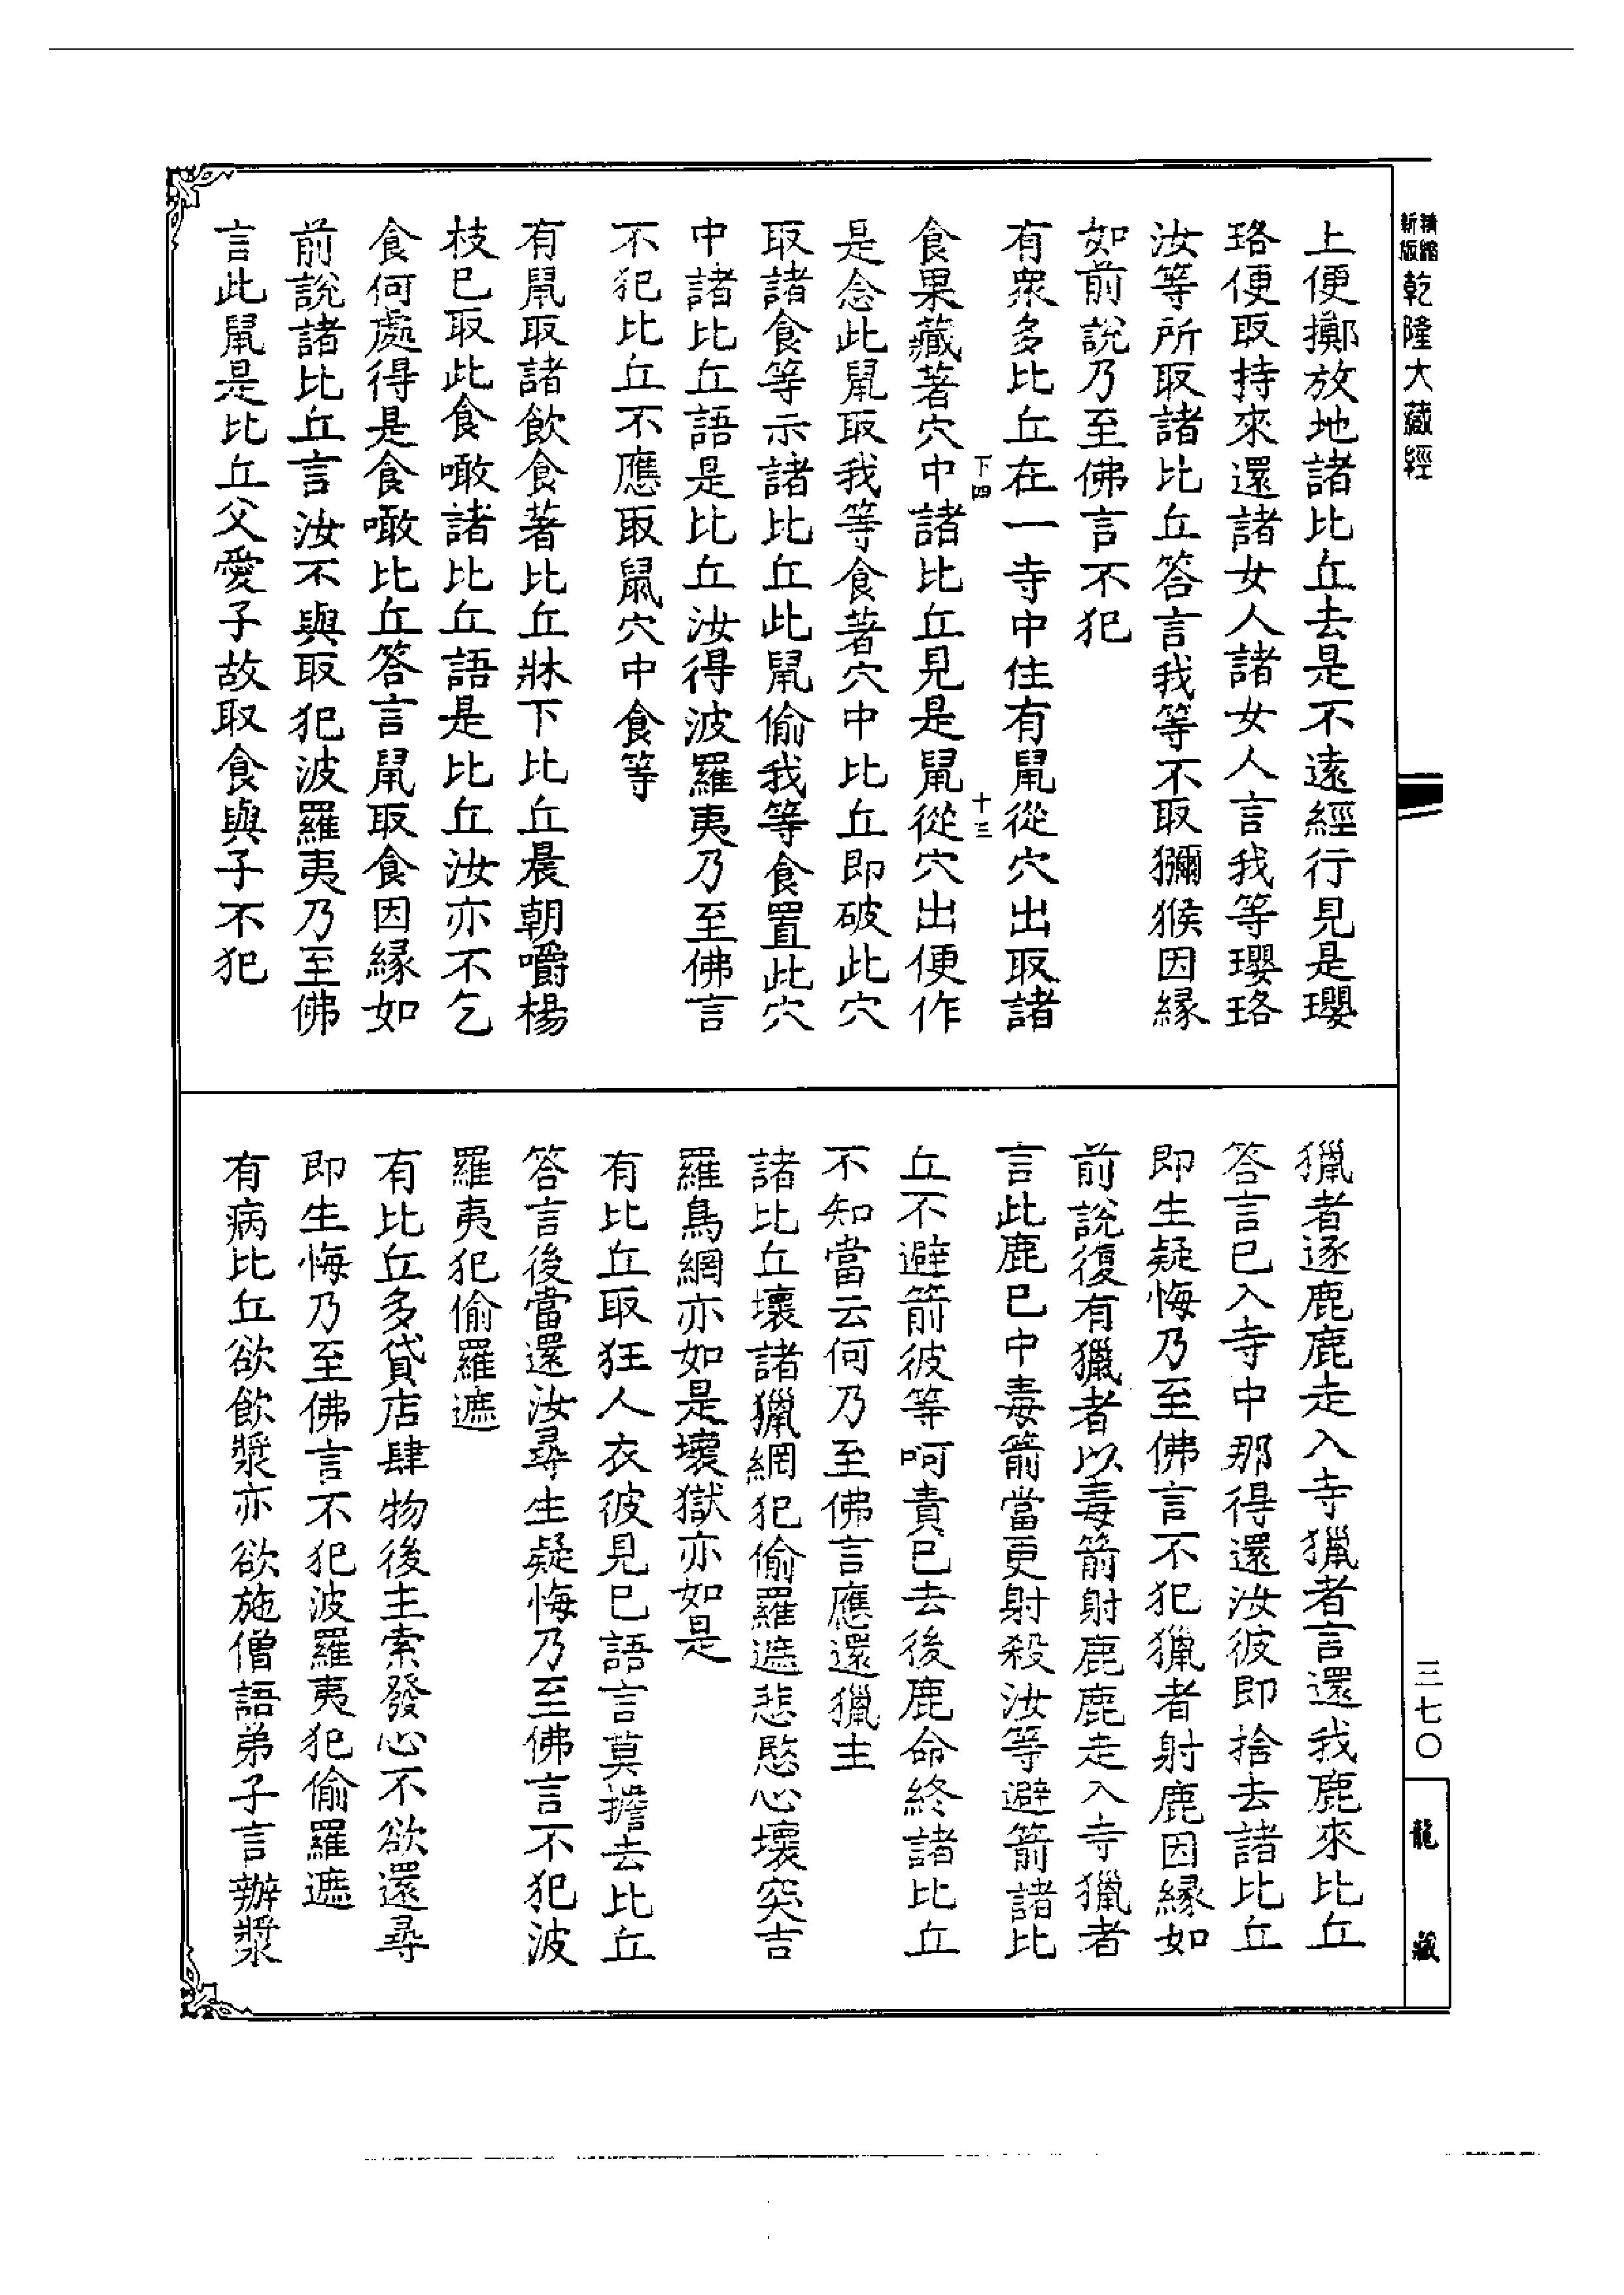 精縮
新版
乾隆大藏經
上便擲放地諸比丘去是不遠經行見是瓔
珞便取持來還諸女人諸女人言我等瓔珞
汝等所取諸比丘答言我等不取獼猴因緣
如前說乃至佛言不犯
有衆多比丘在一寺中住有鼠從穴出取諸
下四
十三
食果藏著穴中諸比丘見是鼠從穴出便作
是念此鼠取我等食著穴中比丘即破此穴
取諸食等示諸比丘此鼠偷我等食置此穴
中諸比丘語是比丘汝得波羅夷乃至佛言
不犯比丘不應取鼠穴中食等
有鼠取諸飲食著比丘牀下比丘晨朝嚼楊
枝已取此食噉諸比丘語是比丘汝亦不乞
食何處得是食噉比丘答言鼠取食因緣如
前說諸比丘言汝不與取犯波羅夷乃至佛
言此鼠是比丘父愛子故取食與子不犯
獵者逐鹿鹿走入寺獵者言還我鹿來比丘
答言已入寺中那得還汝彼即捨去諸比丘
即生疑悔乃至佛言不犯獵者射鹿因緣如
前說復有獵者以毒箭射鹿鹿走入寺獵者
言此鹿已中毒箭當更射殺汝等避箭諸比
丘不避箭彼等呵責已去後鹿命終諸比丘
不知當云何乃至佛言應還獵主
諸比丘壞諸獵網犯偷羅遮悲愍心壞突吉
羅鳥網亦如是壞獄亦如是
有比丘取狂人衣彼見已語言莫擔去比丘
答言後當還汝尋生疑悔乃至佛言不犯波
羅夷犯偷羅遮
有比丘多貸店肆物後主索發心不欲還尋
即生悔乃至佛言不犯波羅夷犯偷羅遮
有病比丘欲飲漿亦欲施僧語弟子言辦漿
三七〇
龍藏